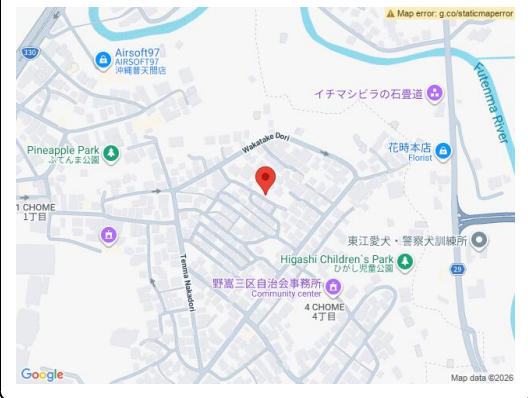 Map error: g.co/staticmaperror
330
Airsoft97
AIRSOFT97
沖縄普天間店
イチマシビラの石畳道
Futenma River
Wakatake Dori
花時本店
Florist
Pineapple Park
ふてんま公園
1 CHOME
1丁目
東江愛犬・警察犬訓練所
Higashi Children's Park
ひがし児童公園
29
Tenma Nakadori
野嵩三区自治会事務所
Community center
4 CHOME
4丁目
Google
Map data ©2026